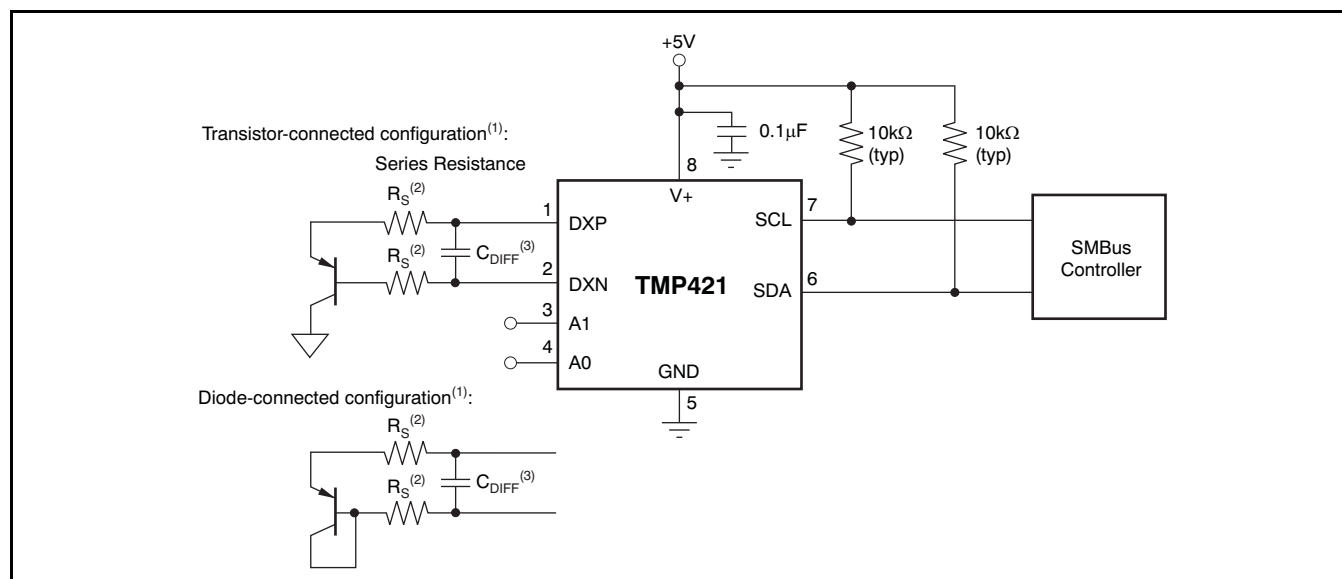 +5V
0.1μF
10kΩ
(typ)
10kΩ
(typ)
Transistor-connected configuration(1):
Series Resistance
RS(2)
RS(2)
CDIFF(3)
8
V+
1
DXP
2
DXN
3
A1
4
A0
TMP421
SCL
7
SDA
6
GND
5
SMBus
Controller
Diode-connected configuration(1):
RS(2)
RS(2)
CDIFF(3)